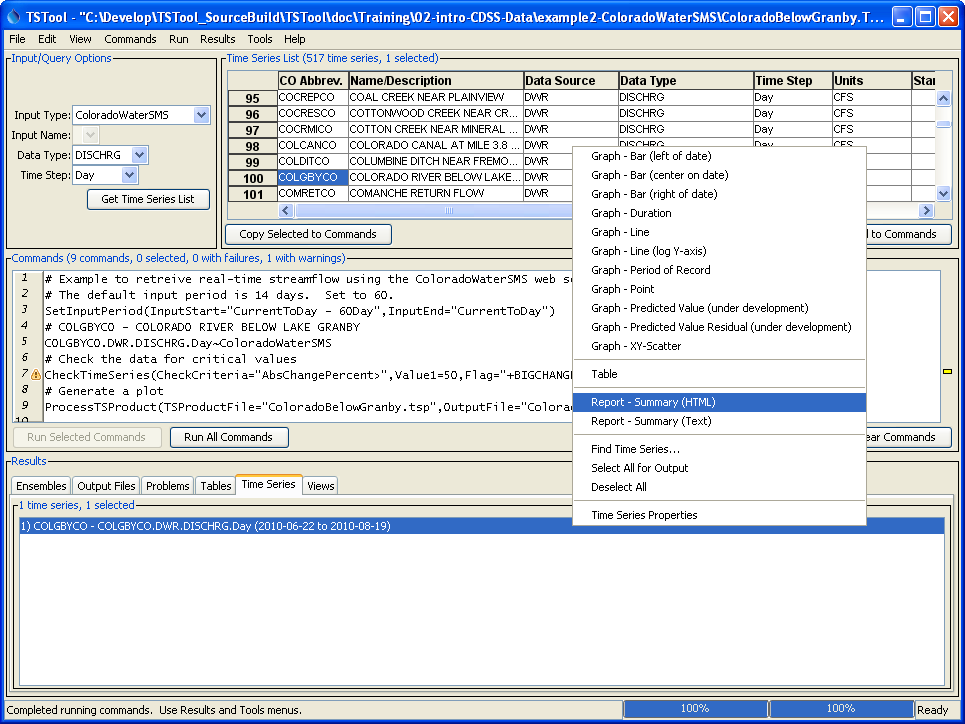 TSTool - "C:\Develop\TSTool_SourceBuild\TSTool\doc\Training\02-intro-CDSS-Data\example2-ColoradoWaterSMS\ColoradoBelowGranby.T...
File Edit View Commands Run Results Tools Help
Input/Query Options
Input Type: ColoradoWaterSMS
Input Name:
Data Type: DISCHRG
Time Step: Day
Get Time Series List
Time Series List (517 time series, 1 selected)
CO Abbrev. Name/Description Data Source Data Type Time Step Units Star
95 COCREPCO COAL CREEK NEAR PLAINVIEW DWR DISCHRG Day CFS
96 COCRESCO COTTONWOOD CREEK NEAR CR... DWR DISCHRG Day CFS
97 COCRMICO COTTON CREEK NEAR MINERAL ... DWR DISCHRG Day CFS
98 COLCANCO COLORADO CANAL AT MILE 3.8 ... DWR DISCHRG Day CFS
99 COLDITCO COLUMBINE DITCH NEAR FREMO... DWR
100 COLGBYCO COLORADO RIVER BELOW LAKE... DWR
101 COMRETCO COMANCHE RETURN FLOW DWR
Copy Selected to Commands
l to Commands
Commands (9 commands, 0 selected, 0 with failures, 1 with warnings)
1 # Example to retreive real-time streamflow using the ColoradoWaterSMS web se
2 # The default input period is 14 days. Set to 60.
3 SetInputPeriod(InputStart="CurrentToDay - 60Day",InputEnd="CurrentToDay")
4 # COLGBYCO - COLORADO RIVER BELOW LAKE GRANBY
5 COLGBYCO.DWR.DISCHRG.Day~ColoradoWaterSMS
6 # Check the data for critical values
7 CheckTimeSeries(CheckCriteria="AbsChangePercent>",Value1=50,Flag="+BIGCHANG
8 # Generate a plot
9 ProcessTSProduct(TSProductFile="ColoradoBelowGranby.tsp",OutputFile="Colora
10
Run Selected Commands
Run All Commands
ear Commands
Graph - Bar (left of date)
Graph - Bar (center on date)
Graph - Bar (right of date)
Graph - Duration
Graph - Line
Graph - Line (log Y-axis)
Graph - Period of Record
Graph - Point
Graph - Predicted Value (under development)
Graph - Predicted Value Residual (under development)
Graph - XY-Scatter
Table
Report - Summary (HTML)
Report - Summary (Text)
Find Time Series...
Select All for Output
Deselect All
Time Series Properties
Results
Ensembles Output Files Problems Tables Time Series Views
1 time series, 1 selected
1) COLGBYCO - COLGBYCO.DWR.DISCHRG.Day (2010-06-22 to 2010-08-19)
Completed running commands. Use Results and Tools menus.
100%
100%
Ready